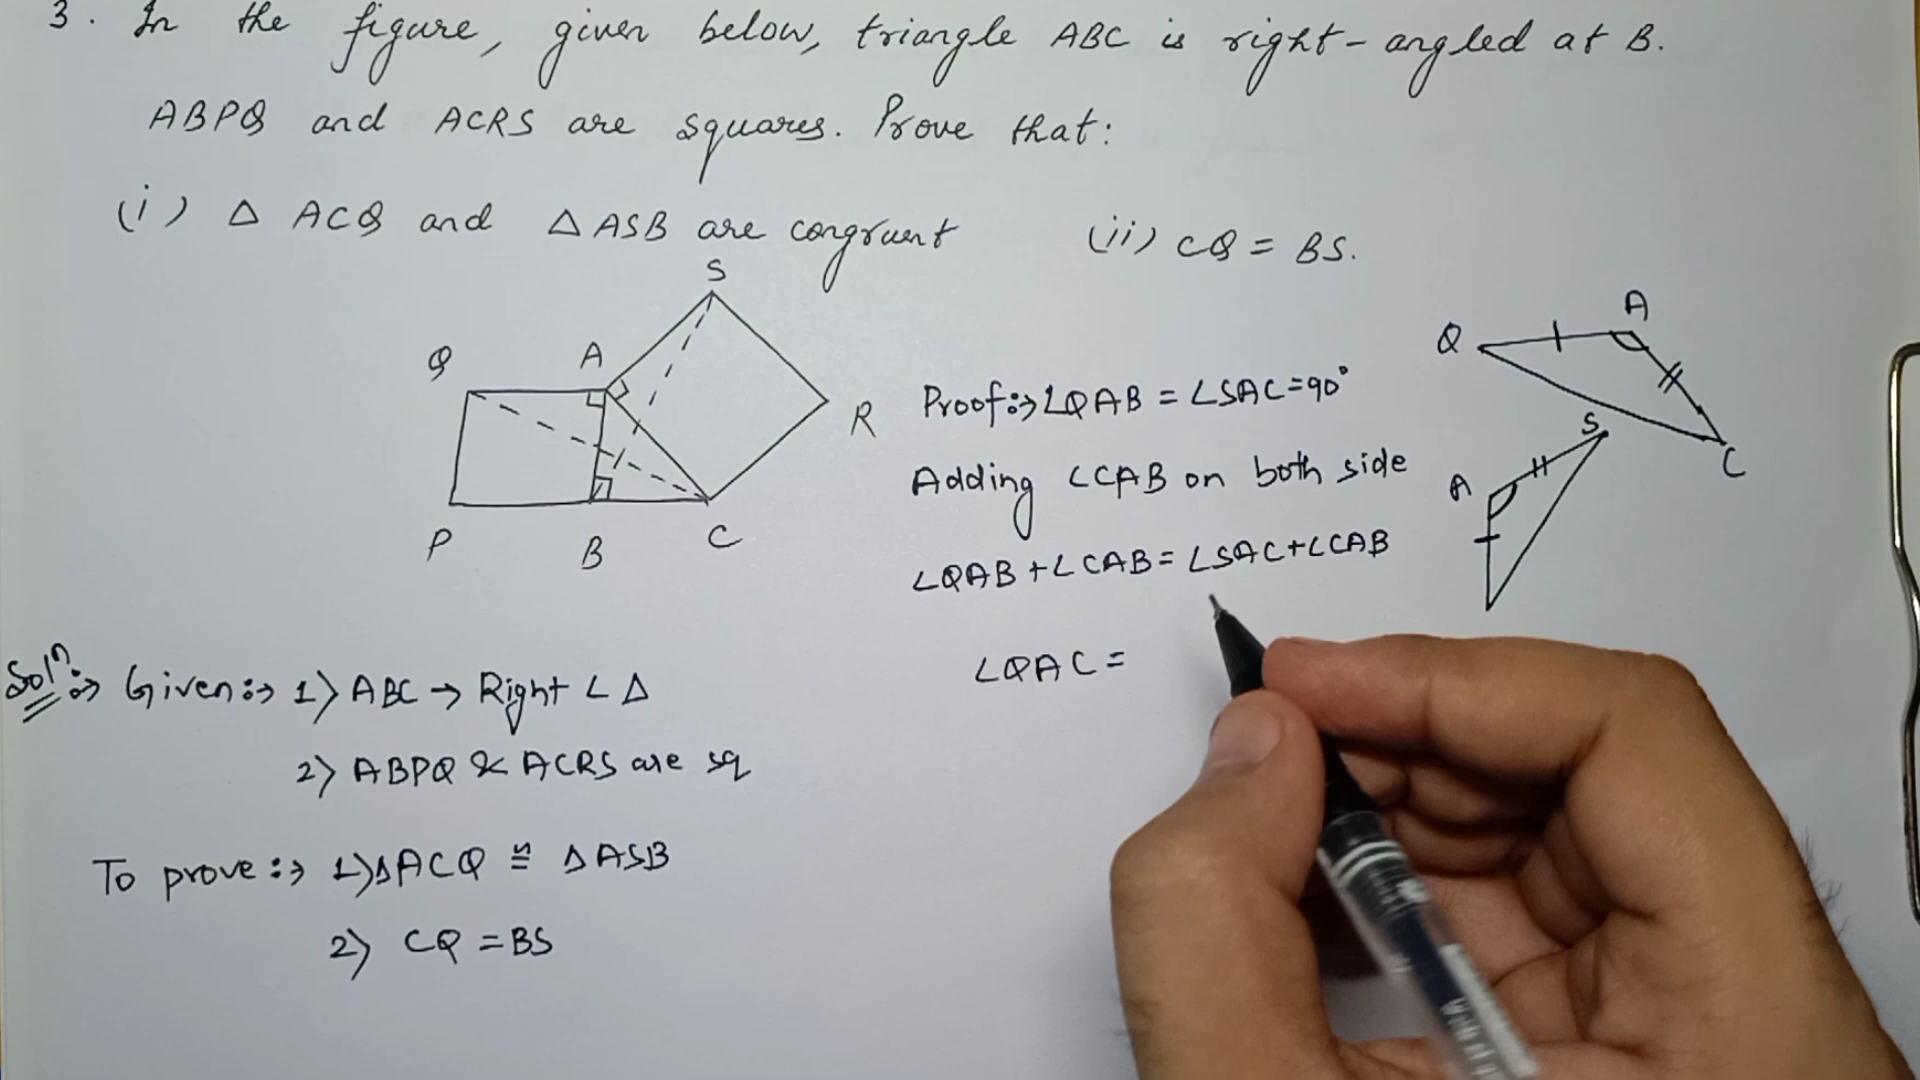 3. In the figure, given below, triangle ABC is right-angled at B.
ABPQ and ACRS are squares. Prove that:
(i) △ ACQ and △ASB are congruent (ii) CQ = BS.
S
Q
A
R
P
B
C
Q
A
C
S
A
Proof:→ ∠QAB = ∠SAC=90°
Adding ∠CAB on both side
∠QAB+∠CAB=∠SAC+∠CAB
∠QAC=
Solⁿ:→ Given:→ 1) ABC → Right ∠ △
2) ABPQ & ACRS are sq
To prove:→ 1) △ACQ ≅ △ASB
2) CQ = BS